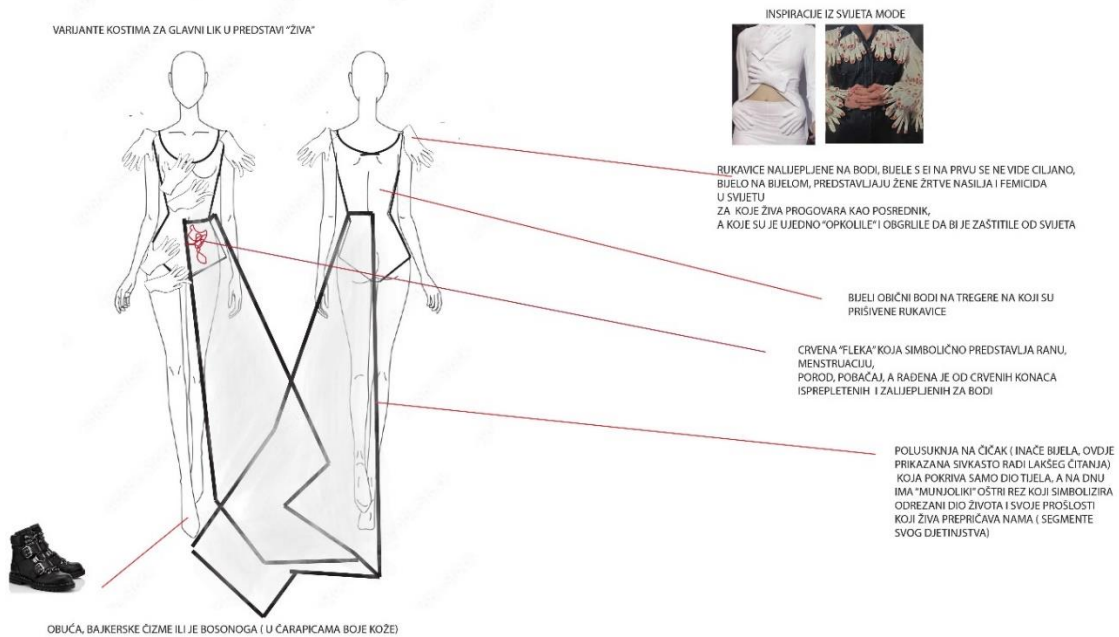 VARIJANTE KOSTIMA ZA GLAVNI LIK U PREDSTAVI "ŽIVA"
INSPIRACIJE IZ SVIJETA MODE
RUKAVICE NALIJEPLJENE NA BODI, BIJELE S EI NA PRVU SE NE VIDE CILJANO,
BIJELO NA BIJELOM, PREDSTAVLJAJU ŽENE ŽRTVE NASILJA I FEMICIDA
U SVIJETU
ZA KOJE ŽIVA PROGOVARA KAO POSREDNIK,
A KOJE SU JE UJEDNO "OPKOLILE" I OBGRLILE DA BI JE ZAŠTITILE OD SVIJETA
BIJELI OBIČNI BODI NA TREGERE NA KOJI SU
PRIŠIVENE RUKAVICE
CRVENA "FLEKA" KOJA SIMBOLIČNO PREDSTAVLJA RANU,
MENSTRUACIJU,
POROD, POBAČAJ, A RAĐENA JE OD CRVENIH KONACA
ISPREPLETENIH I ZALIJEPLJENIH ZA BODI
POLUSUKNJA NA ČIČAK ( INAČE BIJELA, OVDJE
PRIKAZANA SIVKASTO RADI LAKŠEG ČITANJA)
KOJA POKRIVA SAMO DIO TIJELA, A NA DNU
IMA "MUNJOLIKI" OŠTRI REZ KOJI SIMBOLIZIRA
ODREZANI DIO ŽIVOTA I SVOJE PROŠLOSTI
KOJI ŽIVA PREPRIČAVA NAMA ( SEGMENTE
SVOG DJETINJSTVA)
OBUĆA, BAJKERSKE ČIZME ILI JE BOSONOGA ( U ČARAPICAMA BOJE KOŽE)